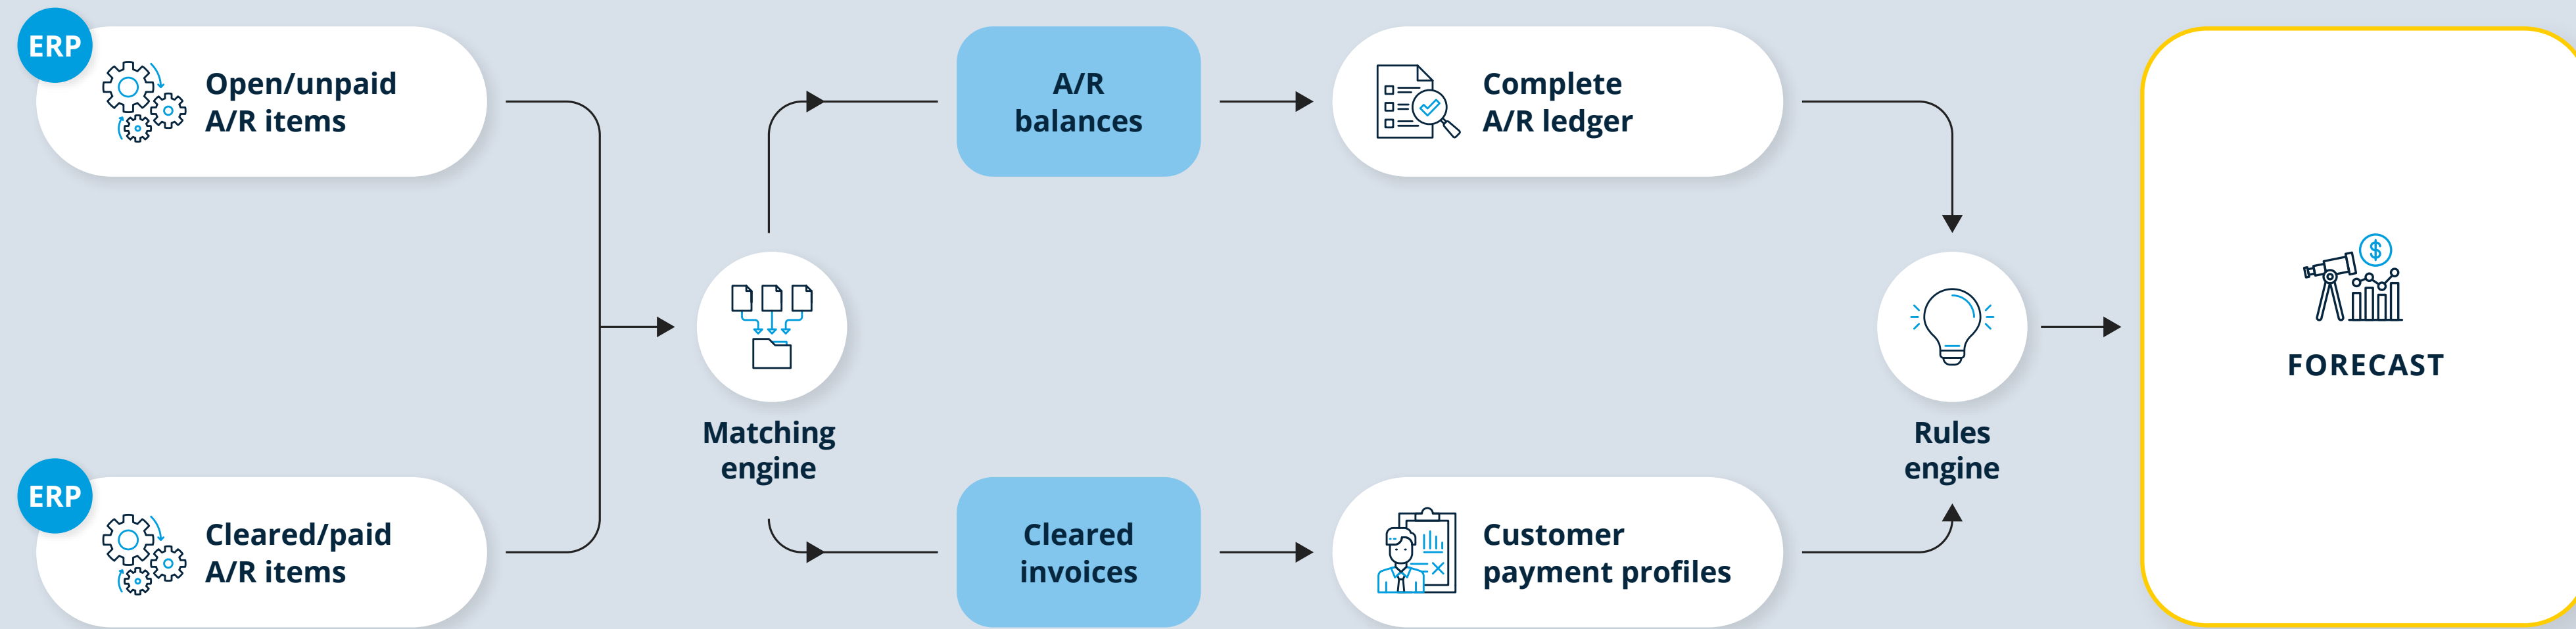 ERP
Open/unpaid
A/R items
A/R
balances
Complete
A/R ledger
Matching
engine
Rules
engine
$
FORECAST
ERP
Cleared/paid
A/R items
Cleared
invoices
Customer
payment profiles